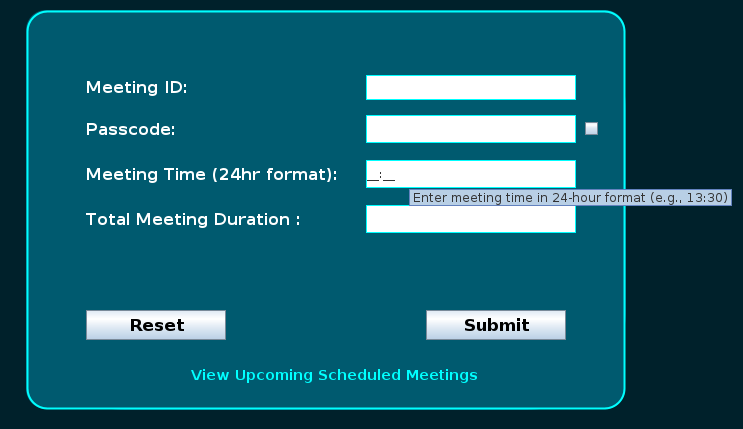 Meeting ID:
Passcode:
Meeting Time (24hr format): __:__
Enter meeting time in 24-hour format (e.g., 13:30)
Total Meeting Duration :
Reset Submit
View Upcoming Scheduled Meetings